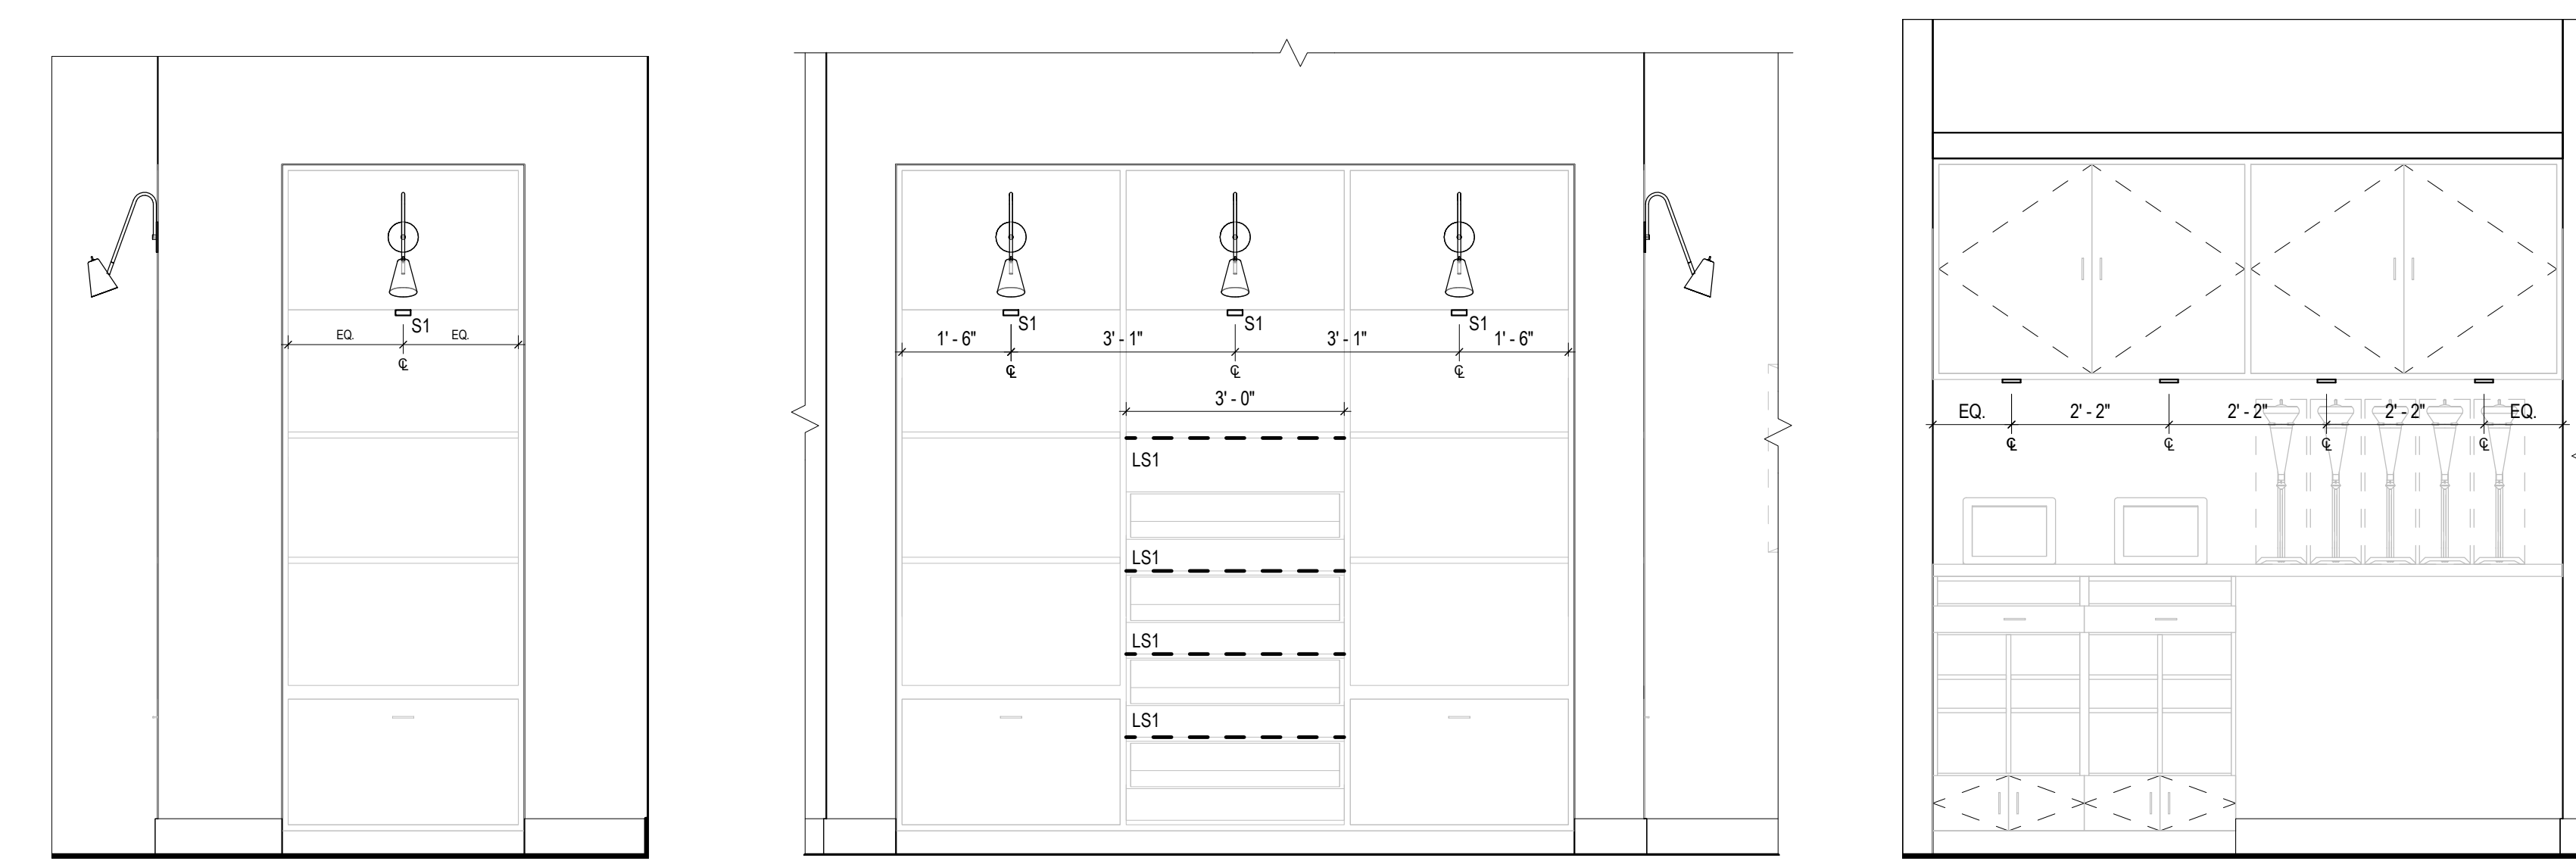 S1
EQ. EQ.
℄
S1 S1 S1
1' - 6" 3' - 1" 3' - 1" 1' - 6"
℄ ℄ ℄
3' - 0"
LS1
LS1
LS1
LS1
EQ. 2' - 2" 2' - 2" 2' - 2" EQ.
℄ ℄ ℄ ℄